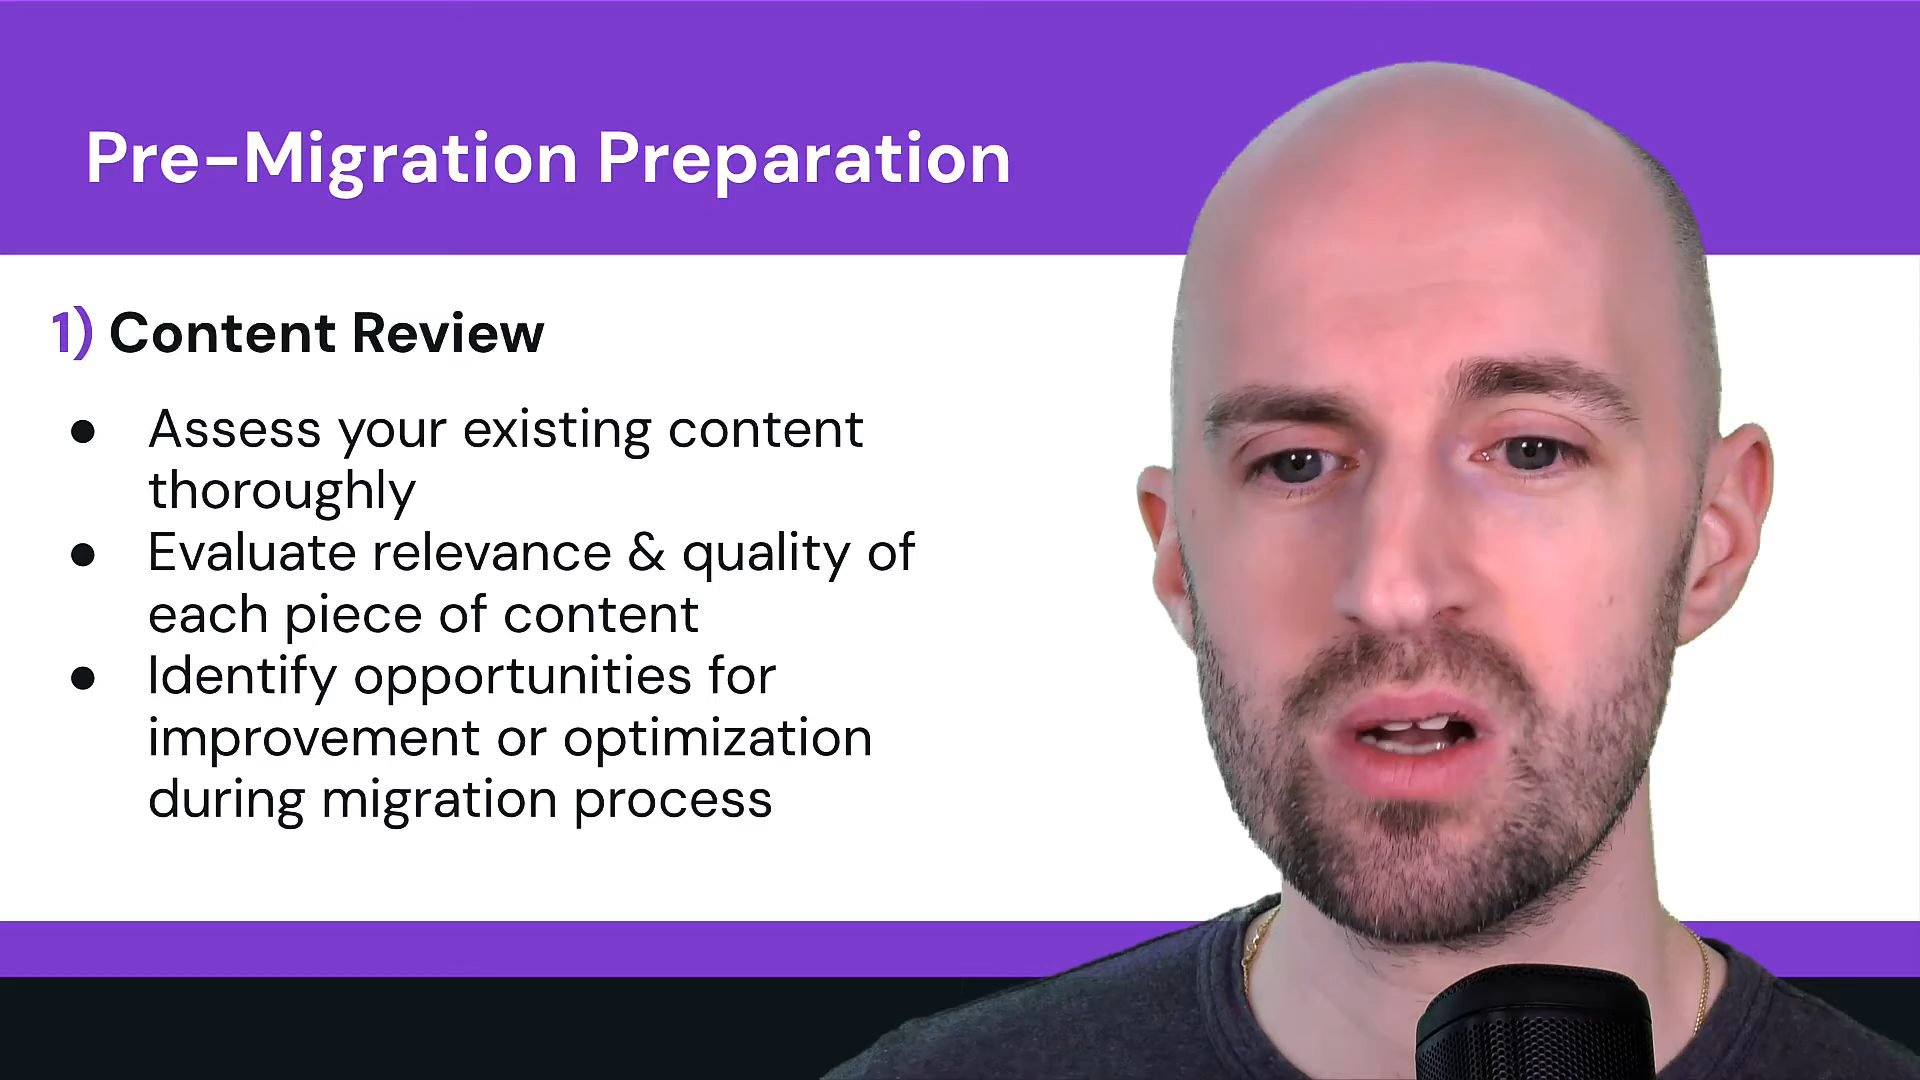 Pre-Migration Preparation
1) Content Review
● Assess your existing content
thoroughly
● Evaluate relevance & quality of
each piece of content
● Identify opportunities for
improvement or optimization
during migration process